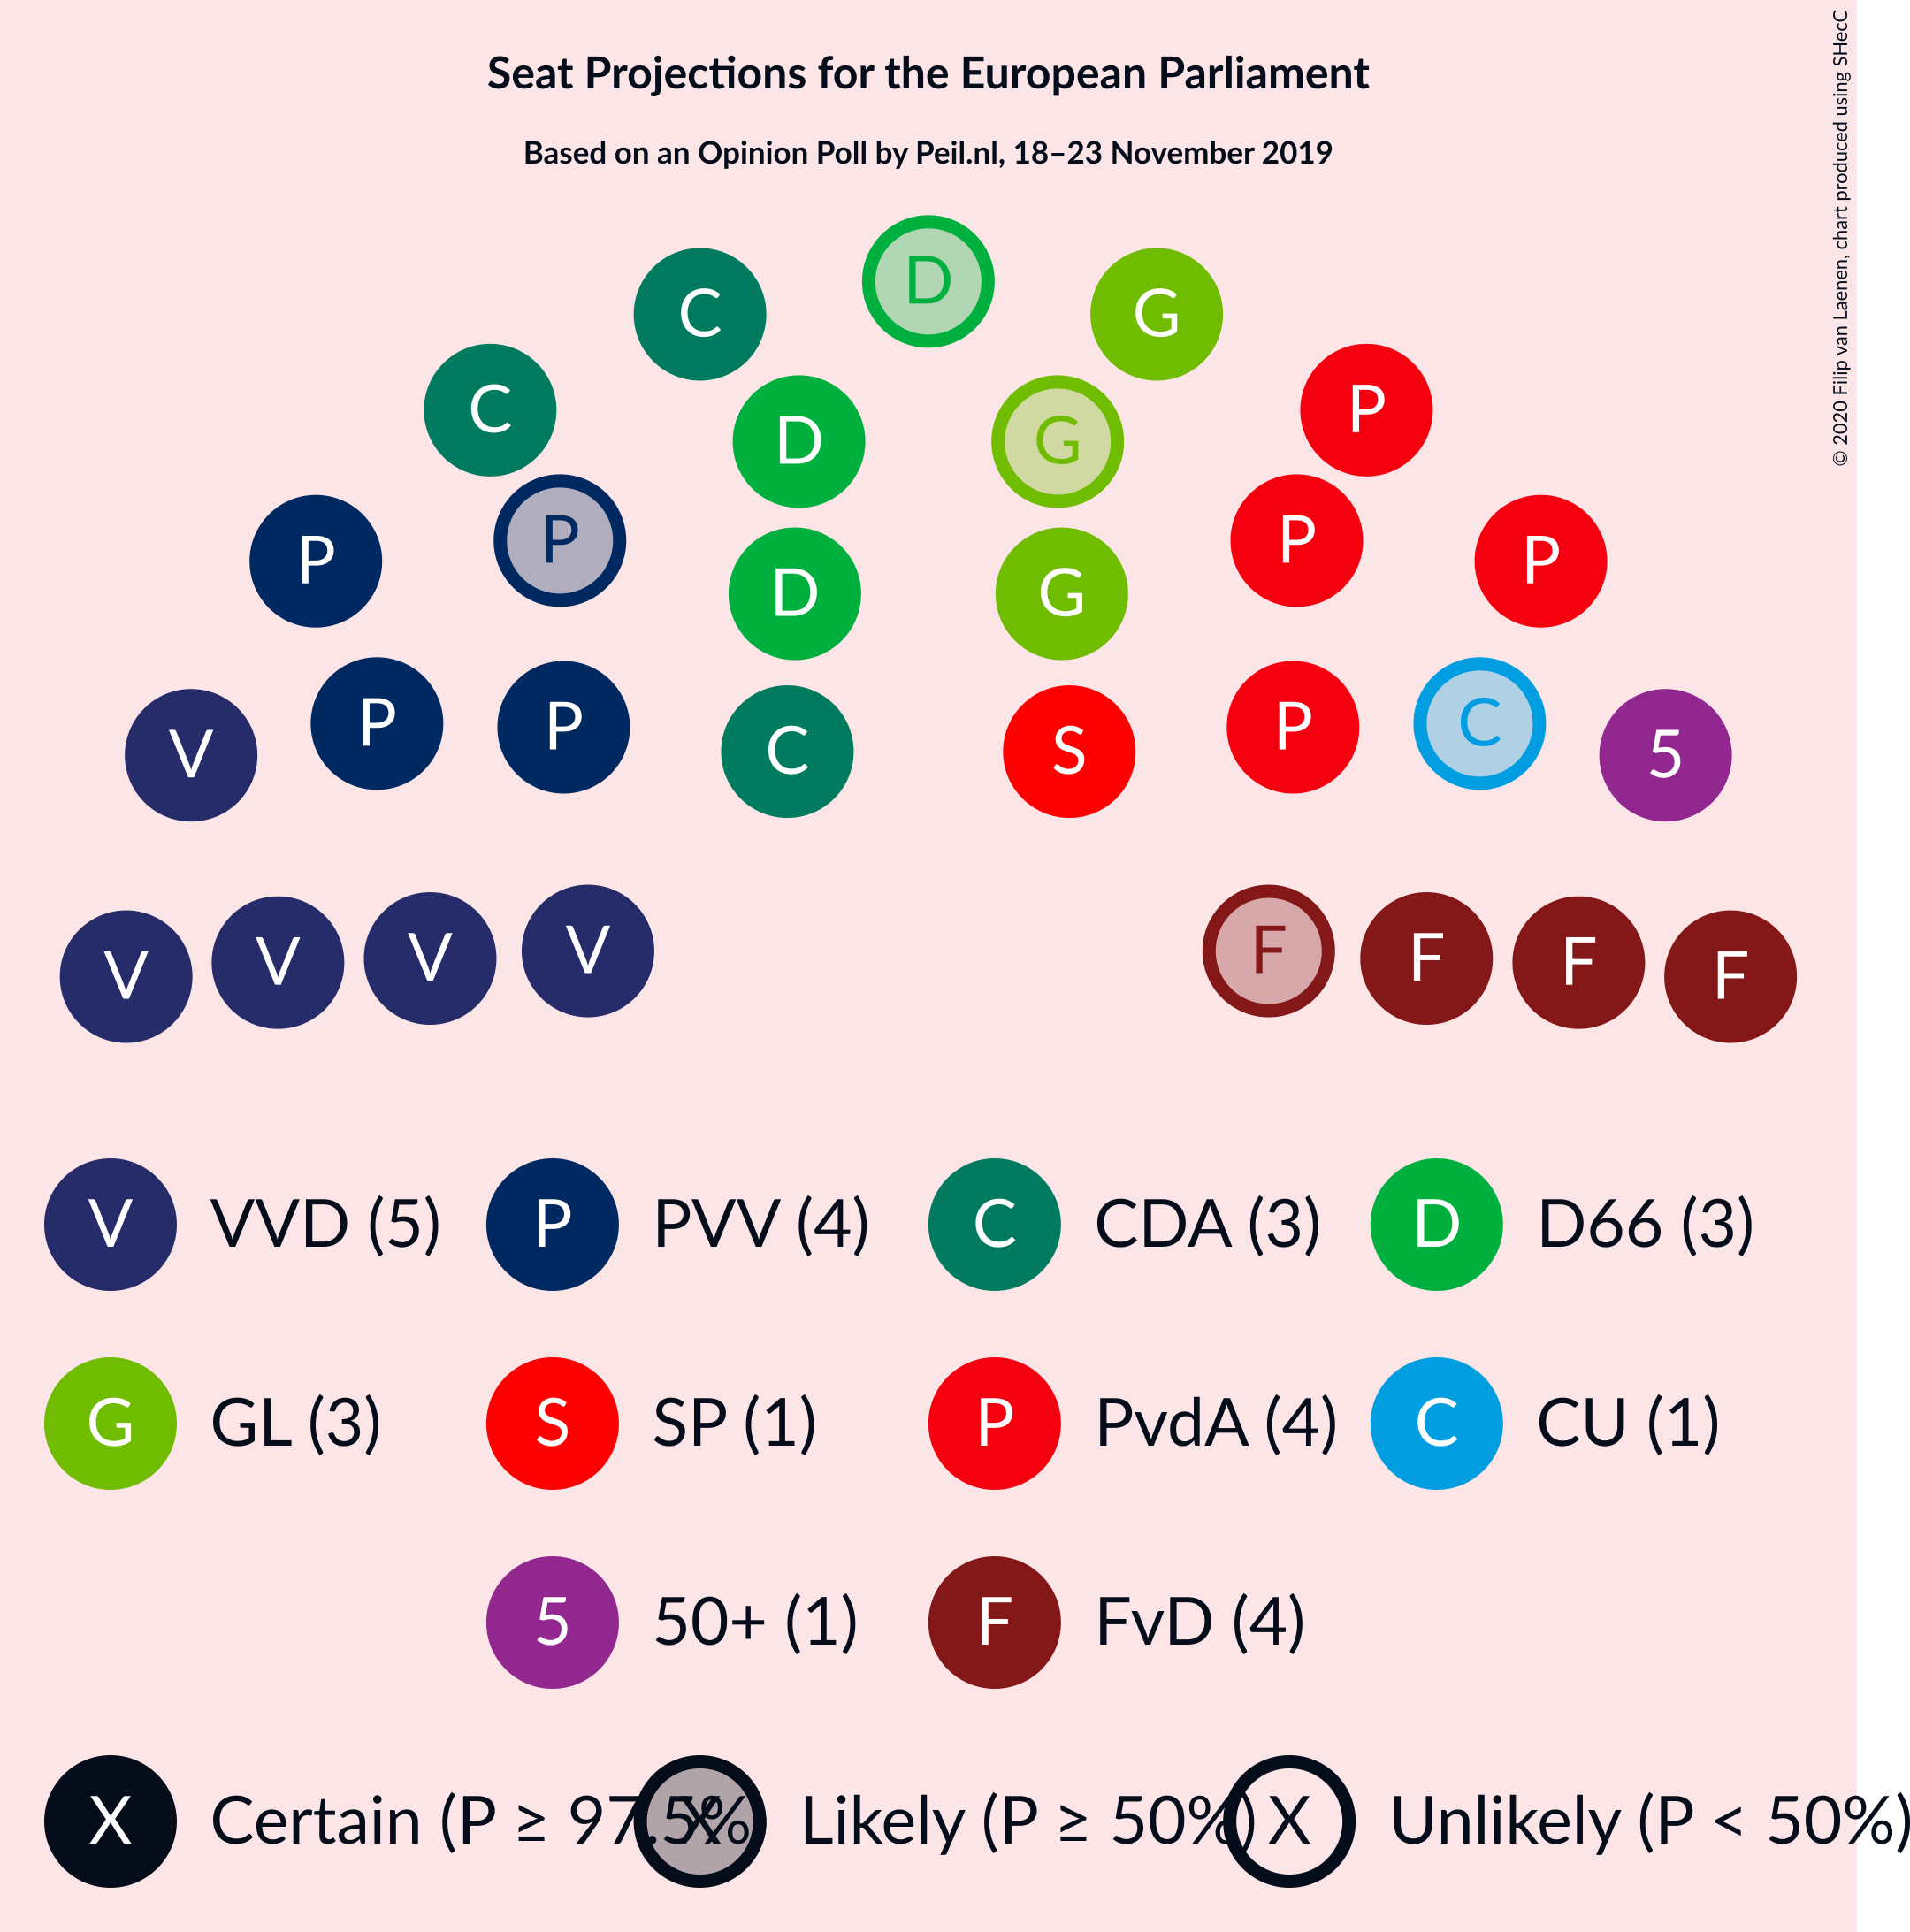 Seat Projections for the European Parliament
Based on an Opinion Poll by Peil.nl, 18–23 November 2019
© 2020 Filip van Laenen, chart produced using SHecC
D
C G
C P
D G
P P
P P
D G
P P
C S
P P C
V 5
V V V V
F F F F
V VVD (5) P PVV (4) C CDA (3) D D66 (3)
G GL (3) S SP (1) P PvdA (4) C CU (1)
5 50+ (1) F FvD (4)
X Certain (P ≥ 97.5% X Likely (P ≥ 50%) X Unlikely (P < 50%)